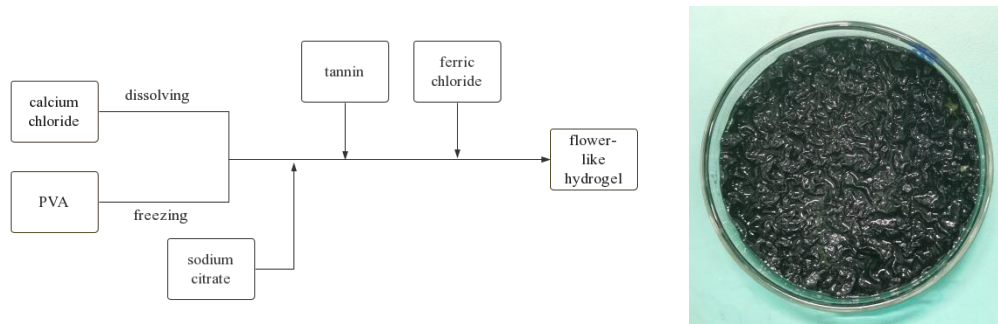 tannin
ferric
chloride
calcium
chloride
dissolving
flower-
like
hydrogel
PVA
freezing
sodium
citrate